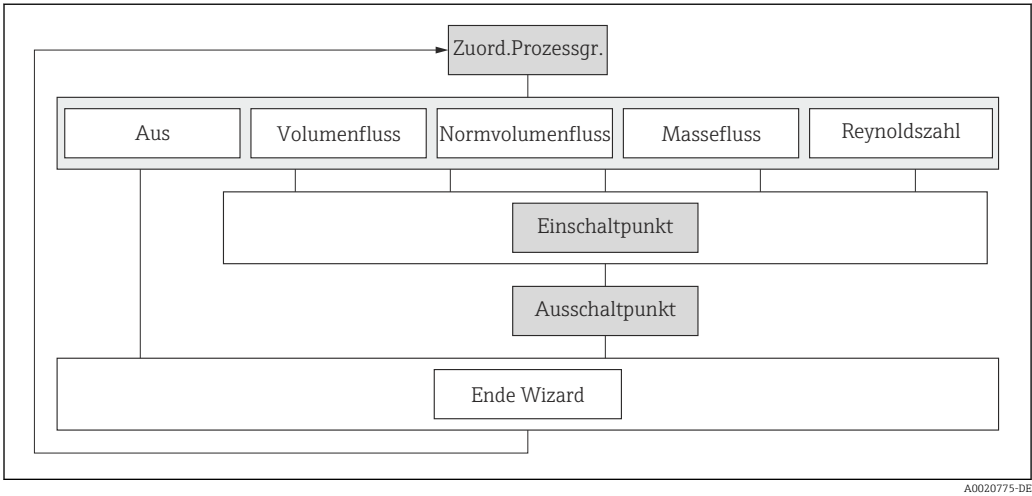 Zuord.Prozessgr.
Aus
Volumenfluss
Normvolumenfluss
Massefluss
Reynoldszahl
Einschaltpunkt
Ausschaltpunkt
Ende Wizard
A0020775-DE